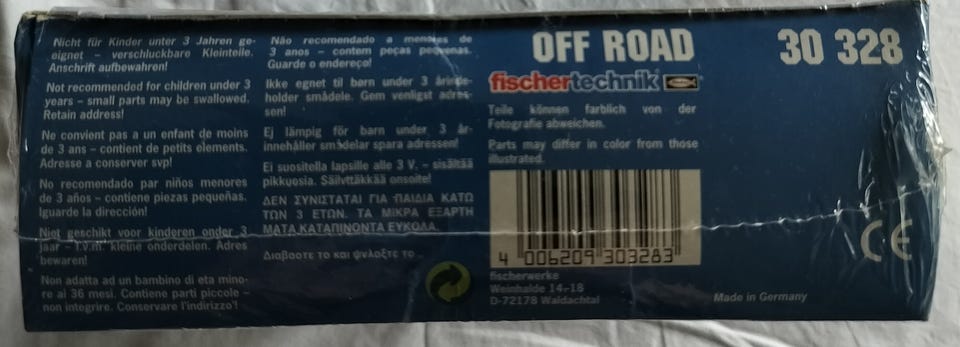 Nicht für Kinder unter 3 Jahren ge-
eignet – verschluckbare Kleinteile.
Anschrift aufbewahren!
Not recommended for children under 3
years – small parts may be swallowed.
Retain address!
Ne convient pas a un enfant de moins
de 3 ans – contient de petits elements.
Adresse a conserver svp!
No recomendado par niños menores
de 3 años – contiene piezas pequeñas.
Iguarde la dirección!
Niet geschikt voor kinderen onder 3
jaar – i.v.m. kleine onderdelen. Adres
bewaren!
Non adatta ad un bambino di eta mino-
re ai 36 mesi. Contiene parti piccole –
non integrire. Conservare l'indirizzo!
Não recomendado a menores de
3 anos – contem peças pequenas.
Guarde o endereço!
Ikke egnet til børn under 3 år
holder smådele. Gem venligst adres-
sen!
Ej lämpig för barn under 3 år-
innehåller smådelar spara adressen!
Ei suositella lapsille alle 3 V. – sisältää
pikkuosia. Säilyttäkkää onsoite!
ΔΕΝ ΣΥΝΙΣΤΑΤΑΙ ΓΙΑ ΠΑΙΔΙΑ ΚΑΤΩ
ΤΩΝ 3 ΕΤΩΝ. ΤΑ ΜΙΚΡΑ ΕΞΑΡΤΗ
ΜΑΤΑ ΚΑΤΑΠΙΝΟΝΤΑ ΕΥΚΟΛΑ.
Διαβαστε το και φυλαξτε το
OFF ROAD
fischertechnik
Teile können farblich von der
Fotografie abweichen.
Parts may differ in color from those
illustrated.
4 006209 303283
fischerwerke
Weinhalde 14–18
D-72178 Waldachtal
30 328
CE
Made in Germany